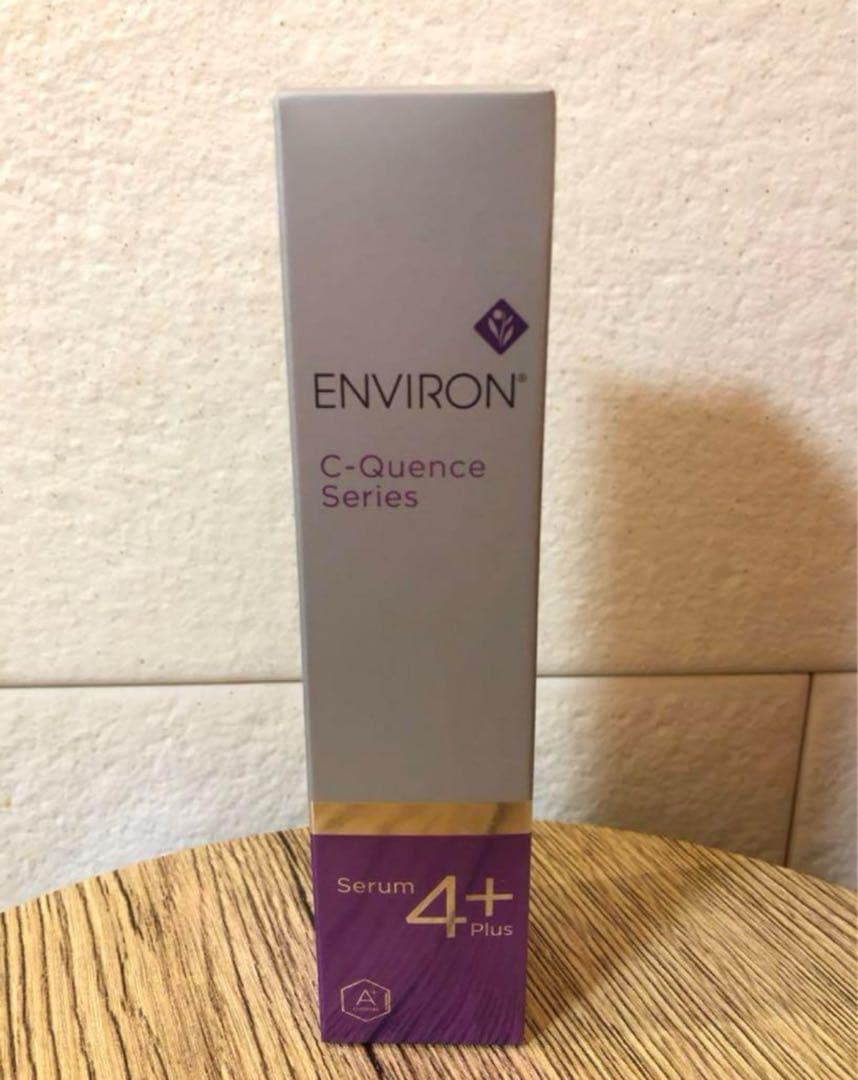 ENVIRON®
C-Quence
Series
Serum 4+
Plus
A+